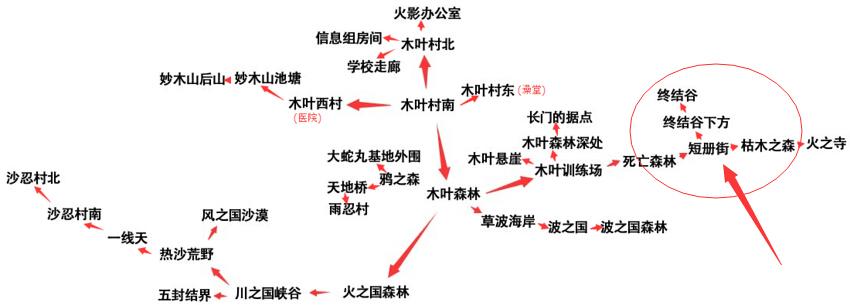 火影办公室
信息组房间
木叶村北
学校走廊
妙木山后山
妙木山池塘
木叶西村
(医院)
木叶村南
木叶村东
(澡堂)
终结谷
长门的据点
终结谷下方
木叶森林深处
短册街
枯木之森
火之寺
大蛇丸基地外围
木叶悬崖
木叶训练场
死亡森林
沙忍村北
天地桥
鸦之森
木叶森林
雨忍村
沙忍村南
风之国沙漠
草波海岸
波之国
波之国森林
一线天
热沙荒野
五封结界
川之国峡谷
火之国森林